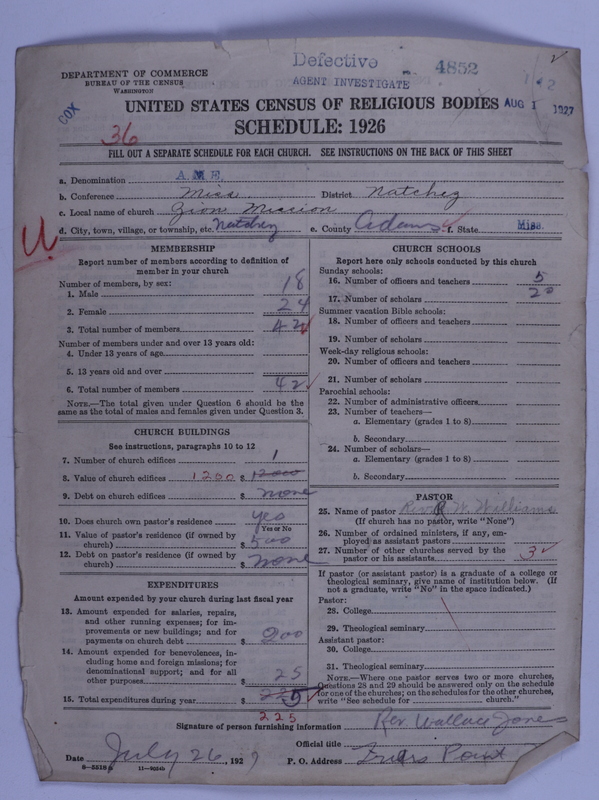 Defective 4852
DEPARTMENT OF COMMERCE
BUREAU OF THE CENSUS
WASHINGTON
AGENT INVESTIGATE
COX
UNITED STATES CENSUS OF RELIGIOUS BODIES AUG 1 1927
SCHEDULE: 1926
36
FILL OUT A SEPARATE SCHEDULE FOR EACH CHURCH. SEE INSTRUCTIONS ON THE BACK OF THIS SHEET
a. Denomination A.M.E.
b. Conference Miss District Natchez
c. Local name of church Zion Mission
d. City, town, village, or township, etc. Natchez e. County Adams f. State Miss.
U.
MEMBERSHIP
Report number of members according to definition of
member in your church
Number of members, by sex:
1. Male 18
2. Female 24
3. Total number of members 42
Number of members under and over 13 years old:
4. Under 13 years of age
5. 13 years old and over
6. Total number of members 42
NOTE.—The total given under Question 6 should be the
same as the total of males and females given under Question 3.
CHURCH BUILDINGS
See instructions, paragraphs 10 to 12
7. Number of church edifices 1
8. Value of church edifices 1200 $ 12000
9. Debt on church edifices $ none
10. Does church own pastor's residence yes
Yes or No
11. Value of pastor's residence (if owned by
church) $ 500
12. Debt on pastor's residence (if owned by
church) $ none
EXPENDITURES
Amount expended by your church during last fiscal year
13. Amount expended for salaries, repairs,
and other running expenses; for im-
provements or new buildings; and for
payments on church debt $ 200
14. Amount expended for benevolences, in-
cluding home and foreign missions; for
denominational support; and for all
other purposes $ 25
15. Total expenditures during year $
225
CHURCH SCHOOLS
Report here only schools conducted by this church
Sunday schools:
16. Number of officers and teachers 5
17. Number of scholars 20
Summer vacation Bible schools:
18. Number of officers and teachers
19. Number of scholars
Week-day religious schools:
20. Number of officers and teachers
21. Number of scholars
Parochial schools:
22. Number of administrative officers
23. Number of teachers—
a. Elementary (grades 1 to 8)
b. Secondary
24. Number of scholars—
a. Elementary (grades 1 to 8)
b. Secondary
PASTOR
25. Name of pastor Rev. R. W. Williams
(If church has no pastor, write "None")
26. Number of ordained ministers, if any, em-
ployed as assistant pastors
27. Number of other churches served by the
pastor or his assistants 3
If pastor (or assistant pastor) is a graduate of a college or
theological seminary, give name of institution below. (If
not a graduate, write "No" in the space indicated.)
Pastor:
28. College
29. Theological seminary
Assistant pastor:
30. College
31. Theological seminary
NOTE.—Where one pastor serves two or more churches,
Questions 28 and 29 should be answered only on the schedule
for one of the churches; on the schedules for the other churches,
write "See schedule for church."
Signature of person furnishing information Rev. Wallace Jones
Official title
Date July 26, 1927 P. O. Address Friars Point
8—5518a 11—9054b